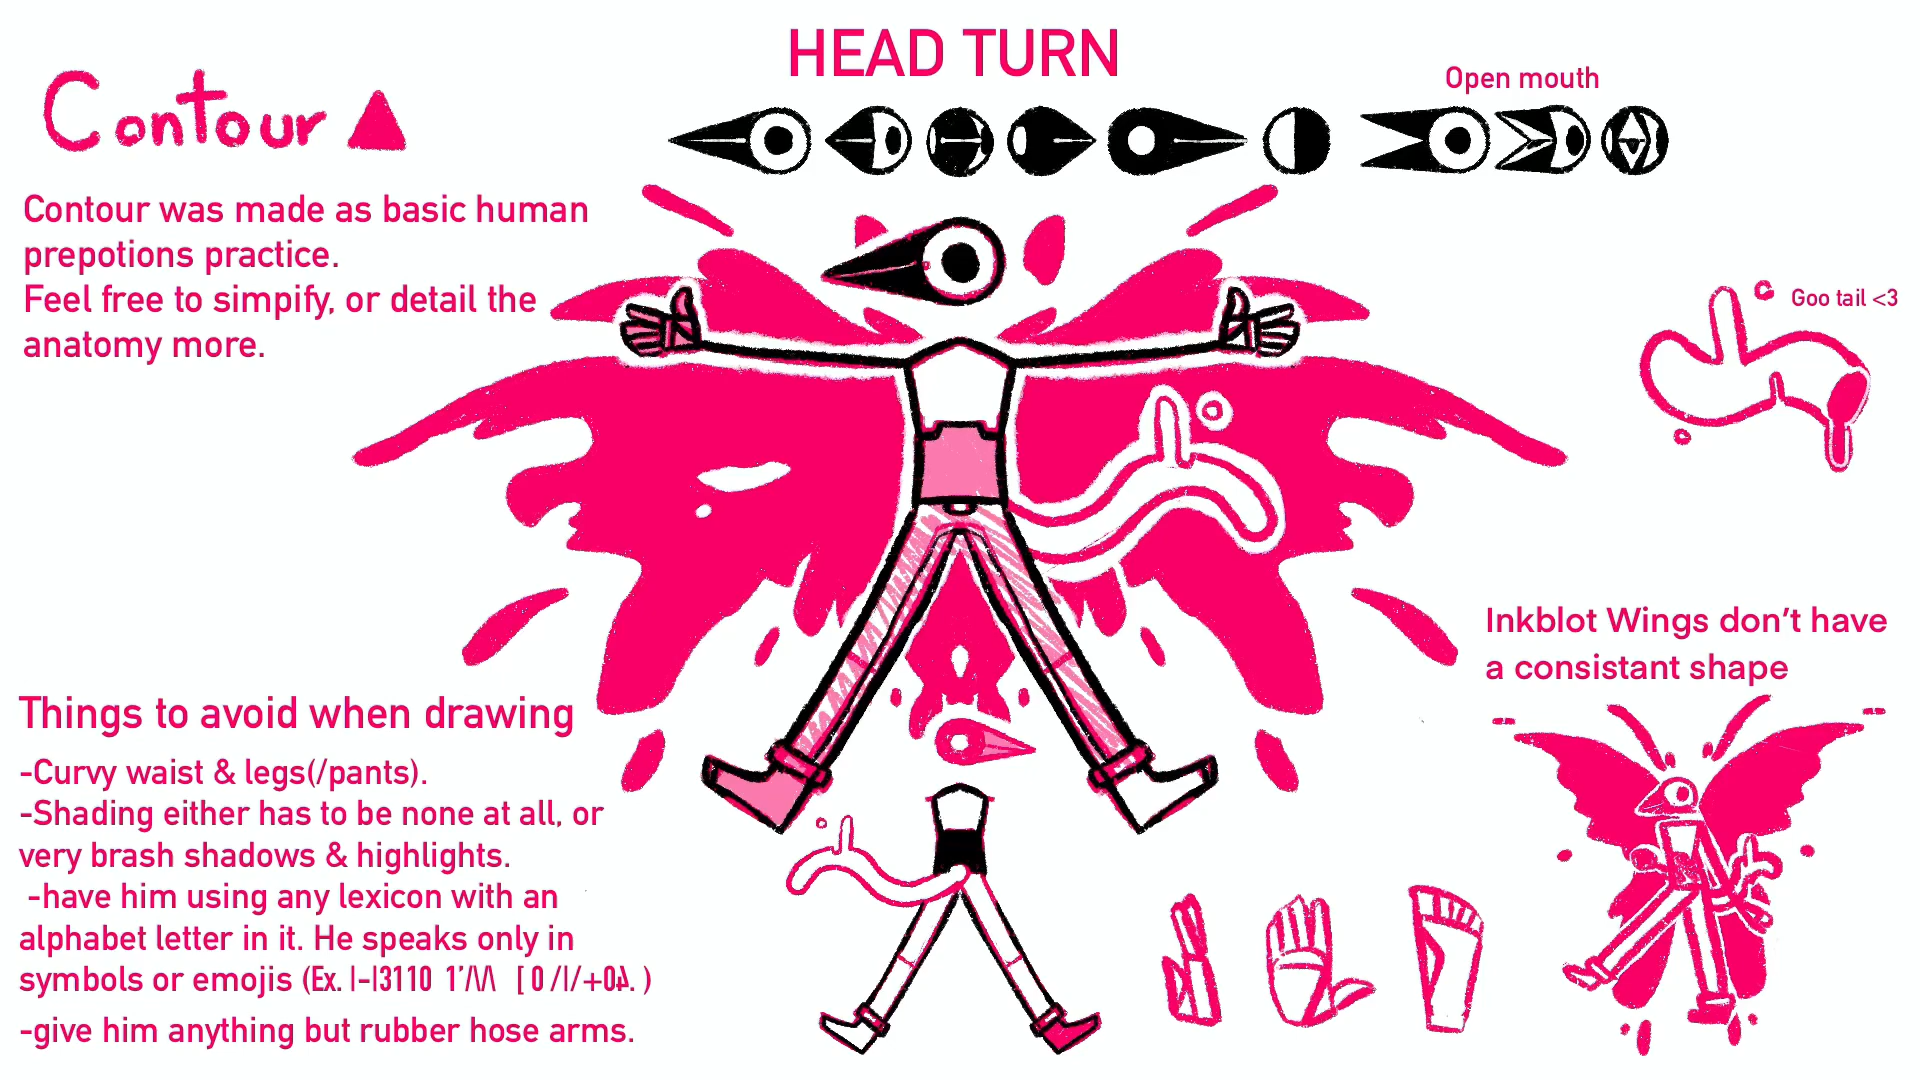 HEAD TURN
Open mouth
Contour
Contour was made as basic human
prepotions practice.
Feel free to simpify, or detail the
anatomy more.
Goo tail <3
Inkblot Wings don't have
a consistant shape
Things to avoid when drawing
-Curvy waist & legs(/pants).
-Shading either has to be none at all, or
very brash shadows & highlights.
-have him using any lexicon with an
alphabet letter in it. He speaks only in
symbols or emojis (Ex. |-|3110 1'/\/\ [ 0 /|/+0Д. )
-give him anything but rubber hose arms.